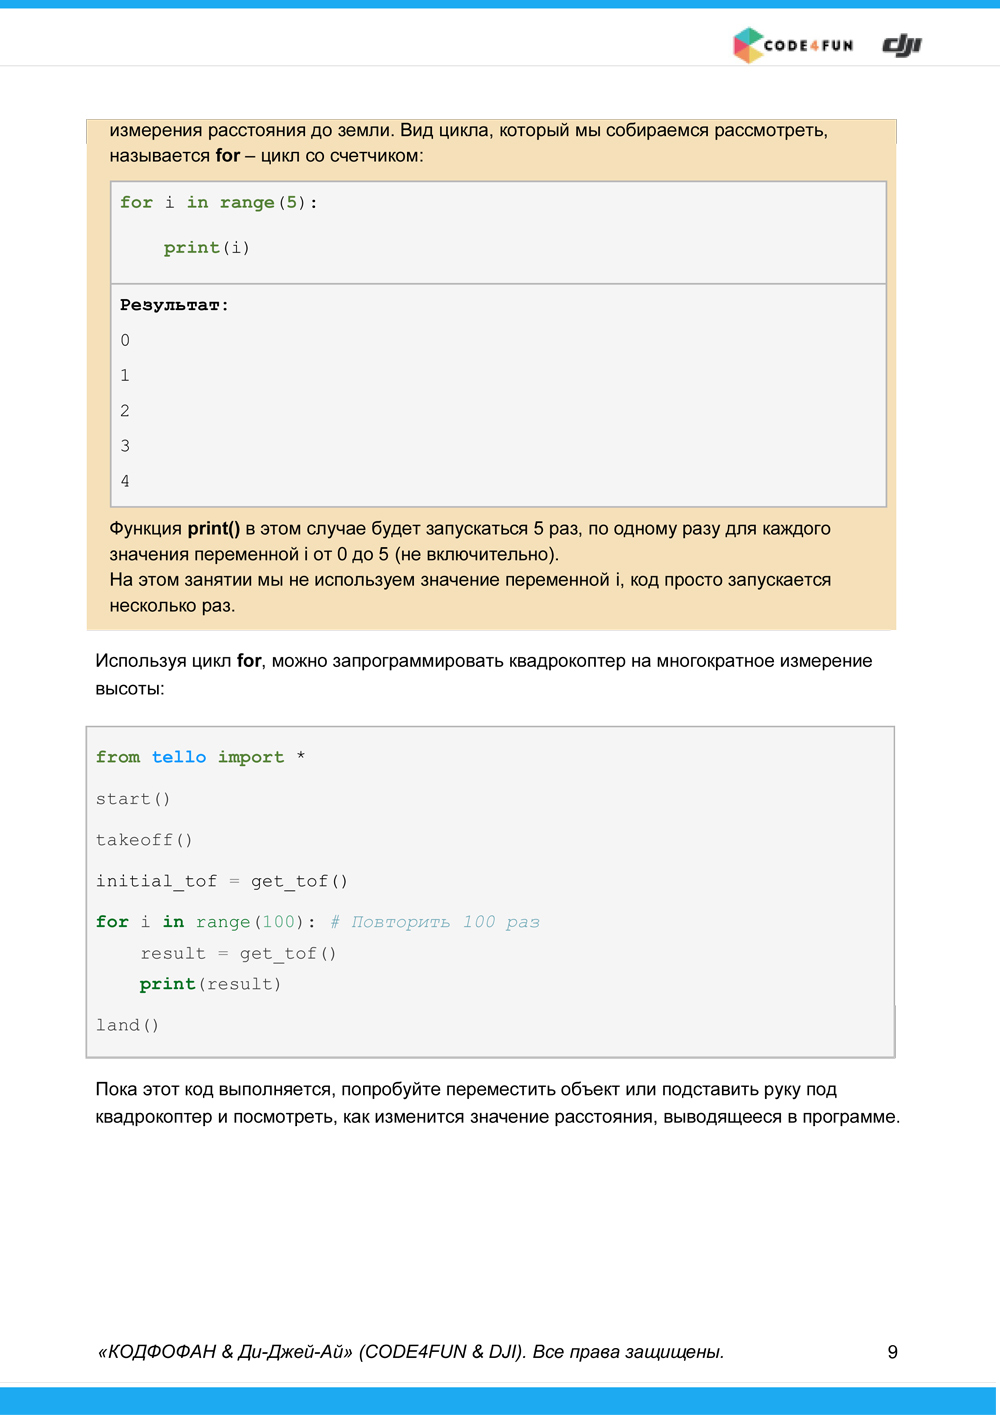 CODE4FUN dji
измерения расстояния до земли. Вид цикла, который мы собираемся рассмотреть,
называется for – цикл со счетчиком:
for i in range(5):
    print(i)
Результат:
0
1
2
3
4
Функция print() в этом случае будет запускаться 5 раз, по одному разу для каждого
значения переменной i от 0 до 5 (не включительно).
На этом занятии мы не используем значение переменной i, код просто запускается
несколько раз.
Используя цикл for, можно запрограммировать квадрокоптер на многократное измерение
высоты:
from tello import *
start()
takeoff()
initial_tof = get_tof()
for i in range(100): # Повторить 100 раз
    result = get_tof()
    print(result)
land()
Пока этот код выполняется, попробуйте переместить объект или подставить руку под
квадрокоптер и посмотреть, как изменится значение расстояния, выводящееся в программе.
«КОДФОФАН & Ди-Джей-Ай» (CODE4FUN & DJI). Все права защищены. 9